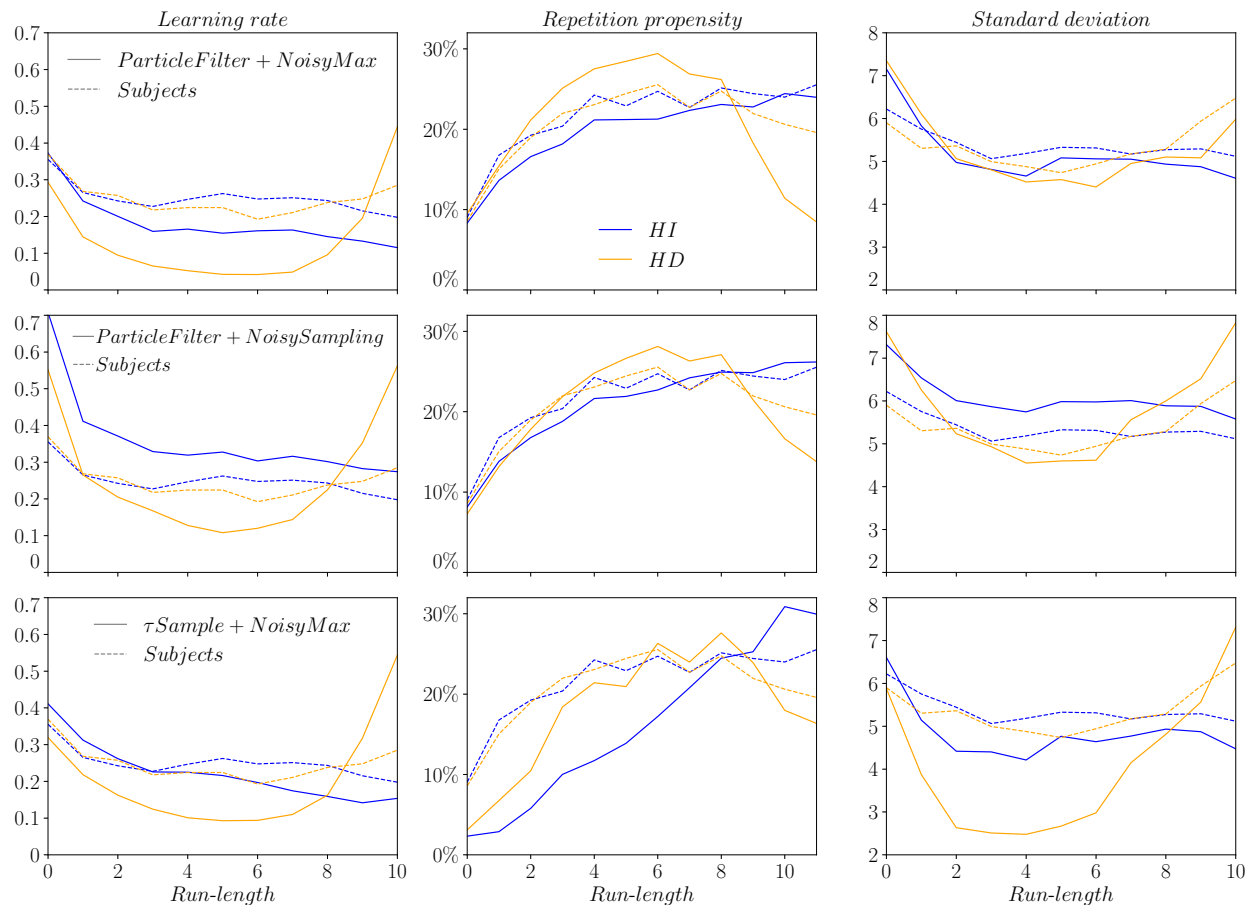 Learning rate Repetition propensity Standard deviation
0.7 30% 8
0.6 7
ParticleFilter + NoisyMax
0.5 Subjects 6
20%
0.4 5
0.3
4
0.2 10% HI
0.1 HD 3
0 0% 2
0.7 30% 8
ParticleFilter + NoisySampling
0.6 7
Subjects
0.5 6
20%
0.4 5
0.3
4
0.2 10%
0.1 3
0 0% 2
0.7 30% 8
τSample + NoisyMax
0.6 7
Subjects
0.5 6
20%
0.4 5
0.3
4
0.2 10%
0.1 3
0 0% 2
0 2 4 6 8 10 0 2 4 6 8 10 0 2 4 6 8 10
Run-length Run-length Run-length